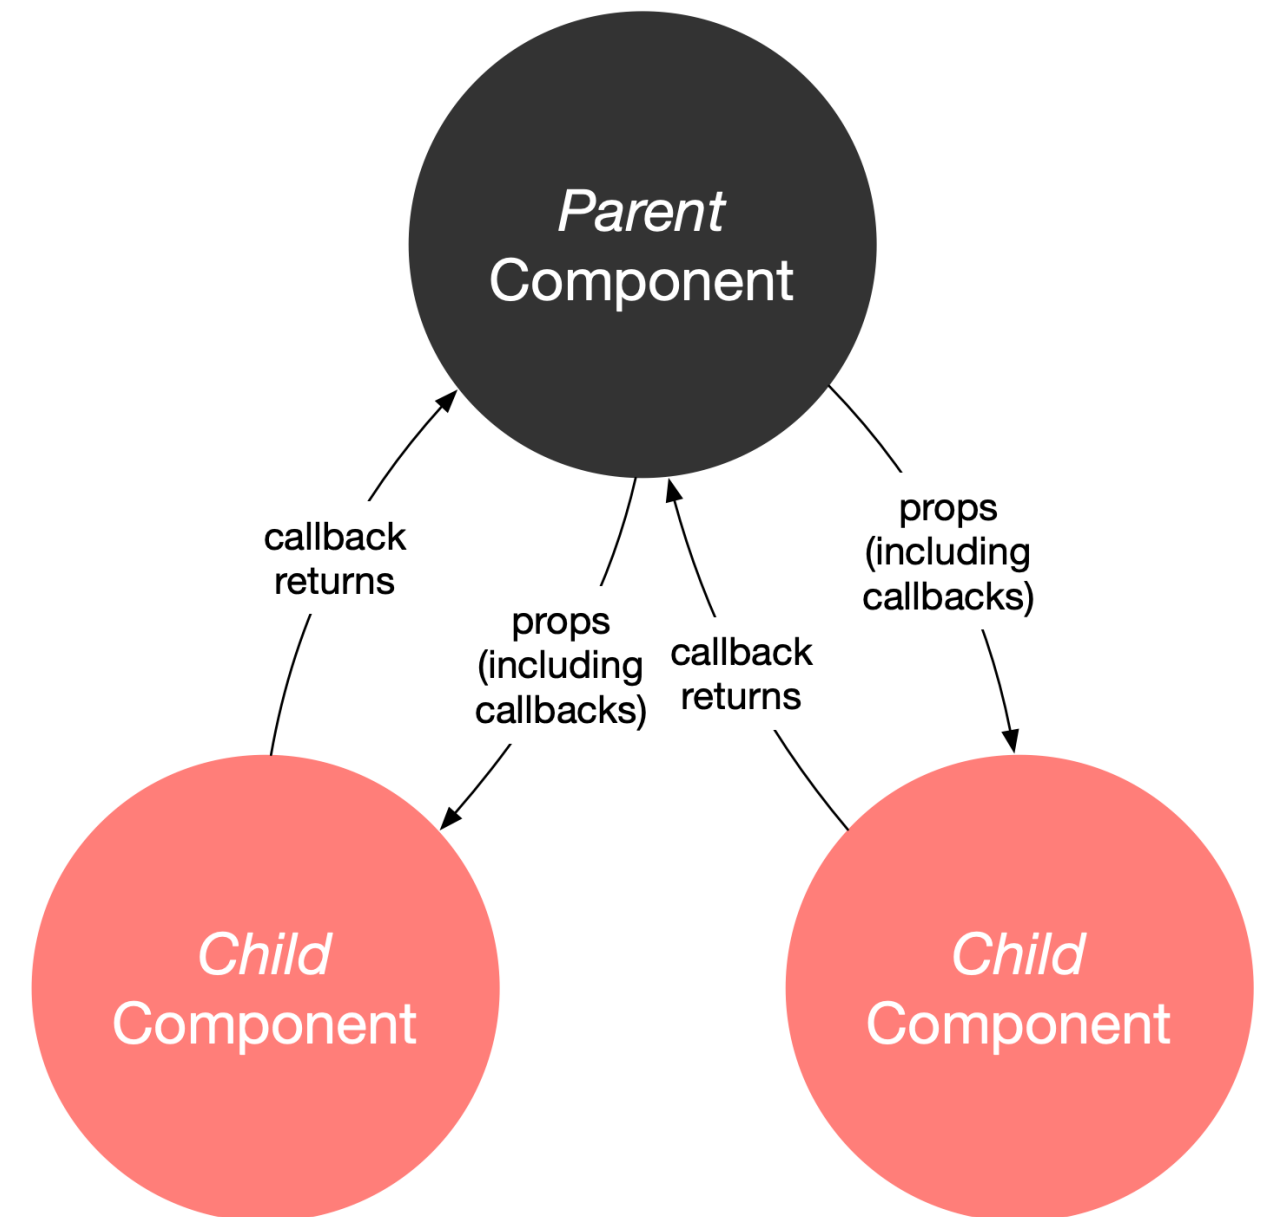 Parent
Component
callback
returns
props
(including
callbacks)
callback
returns
props
(including
callbacks)
Child
Component
Child
Component